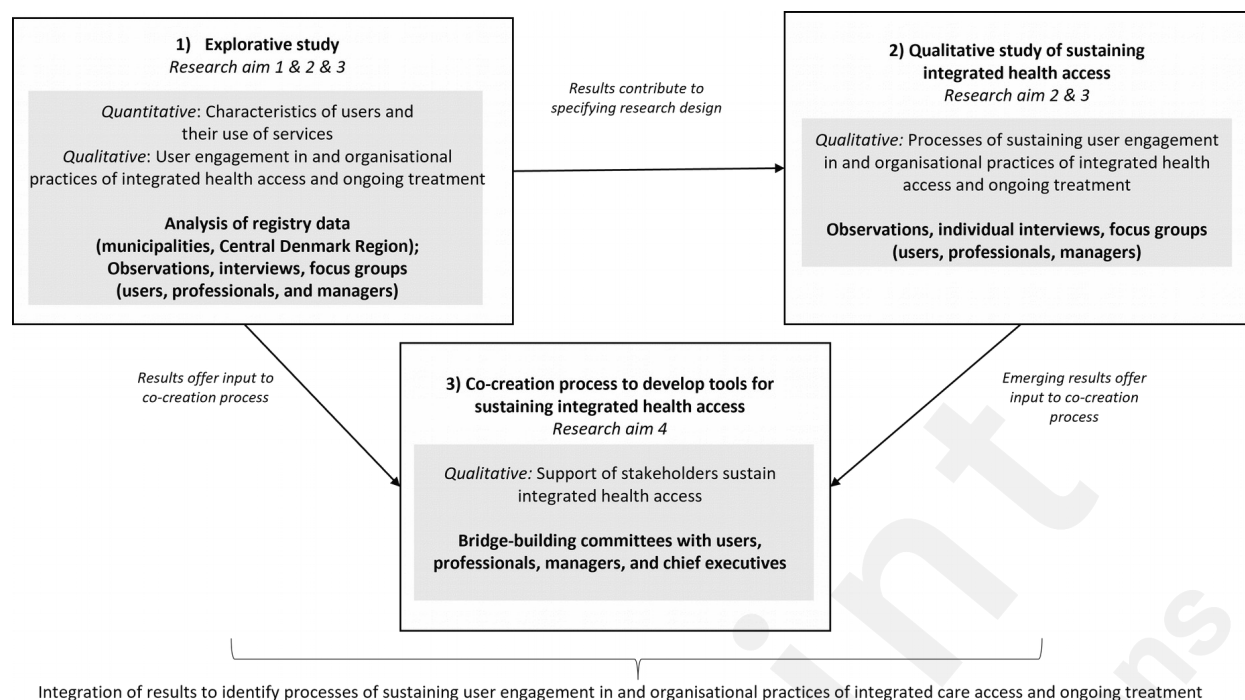 1) Explorative study
Research aim 1 & 2 & 3
Quantitative: Characteristics of users and
their use of services
Qualitative: User engagement in and organisational
practices of integrated health access and ongoing treatment
Analysis of registry data
(municipalities, Central Denmark Region);
Observations, interviews, focus groups
(users, professionals, and managers)
Results contribute to
specifying research design
2) Qualitative study of sustaining
integrated health access
Research aim 2 & 3
Qualitative: Processes of sustaining user engagement
in and organisational practices of integrated health
access and ongoing treatment
Observations, individual interviews, focus groups
(users, professionals, managers)
Results offer input to
co-creation process
3) Co-creation process to develop tools for
sustaining integrated health access
Research aim 4
Qualitative: Support of stakeholders sustain
integrated health access
Bridge-building committees with users,
professionals, managers, and chief executives
Emerging results offer
input to co-creation
process
Integration of results to identify processes of sustaining user engagement in and organisational practices of integrated care access and ongoing treatment
int
ns